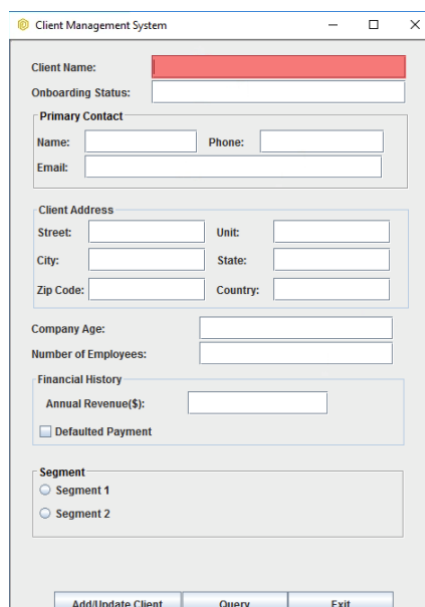 Client Management System
Client Name:
Onboarding Status:
Primary Contact
Name: Phone:
Email:
Client Address
Street: Unit:
City: State:
Zip Code: Country:
Company Age:
Number of Employees:
Financial History
Annual Revenue($):
Defaulted Payment
Segment
Segment 1
Segment 2
Add/Update Client Query Exit